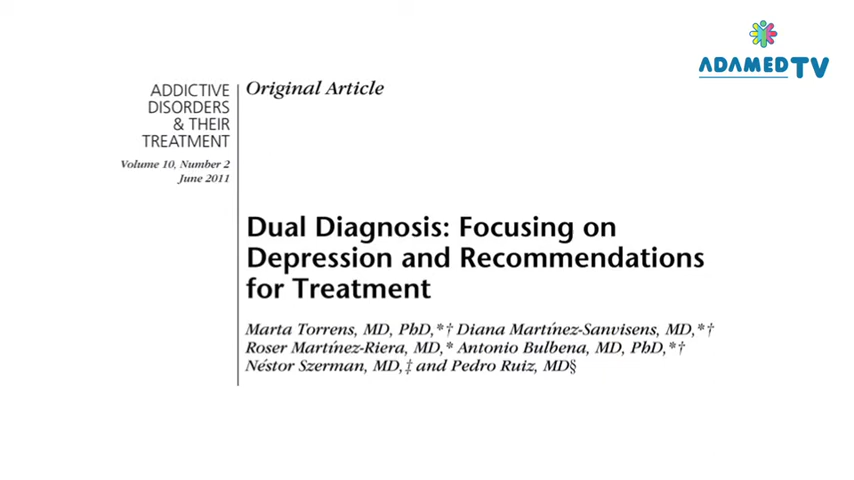 ADAMEDTV
ADDICTIVE
DISORDERS
& THEIR
TREATMENT
Volume 10, Number 2
June 2011
Original Article
Dual Diagnosis: Focusing on
Depression and Recommendations
for Treatment
Marta Torrens, MD, PhD,*† Diana Martínez-Sanvisens, MD,*†
Roser Martínez-Riera, MD,* Antonio Bulbena, MD, PhD,*†
Néstor Szerman, MD,‡ and Pedro Ruiz, MD§